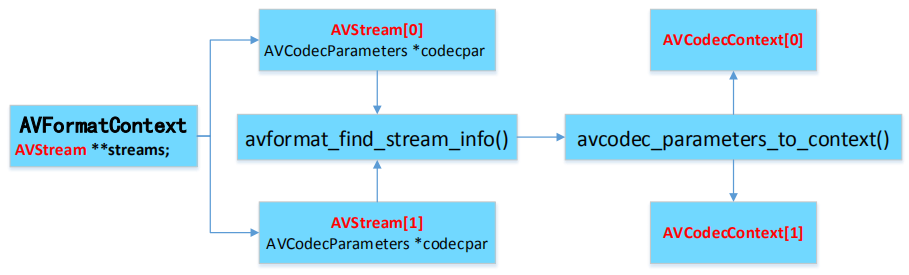 AVFormatContext
AVStream **streams;
AVStream[0]
AVCodecParameters *codecpar
avformat_find_stream_info()
AVStream[1]
AVCodecParameters *codecpar
AVCodecContext[0]
avcodec_parameters_to_context()
AVCodecContext[1]